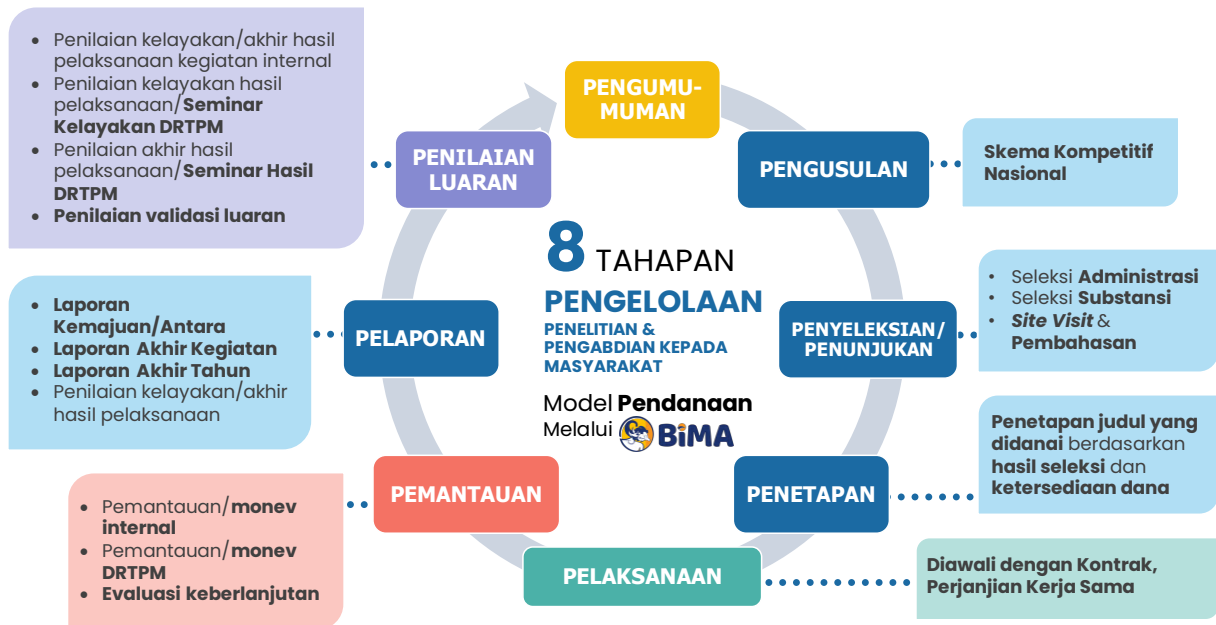 PENGUMU-
MUMAN
PENGUSULAN
Skema Kompetitif
Nasional
PENYELEKSIAN/
PENUNJUKAN
• Seleksi Administrasi
• Seleksi Substansi
• Site Visit &
Pembahasan
PENETAPAN
Penetapan judul yang
didanai berdasarkan
hasil seleksi dan
ketersediaan dana
PELAKSANAAN
Diawali dengan Kontrak,
Perjanjian Kerja Sama
PEMANTAUAN
• Pemantauan/monev
internal
• Pemantauan/monev
DRTPM
• Evaluasi keberlanjutan
PELAPORAN
• Laporan
Kemajuan/Antara
• Laporan Akhir Kegiatan
• Laporan Akhir Tahun
• Penilaian kelayakan/akhir
hasil pelaksanaan
PENILAIAN
LUARAN
• Penilaian kelayakan/akhir hasil
pelaksanaan kegiatan internal
• Penilaian kelayakan hasil
pelaksanaan/Seminar
Kelayakan DRTPM
• Penilaian akhir hasil
pelaksanaan/Seminar Hasil
DRTPM
• Penilaian validasi luaran
8 TAHAPAN
PENGELOLAAN
PENELITIAN &
PENGABDIAN KEPADA
MASYARAKAT
Model Pendanaan
Melalui BiMA